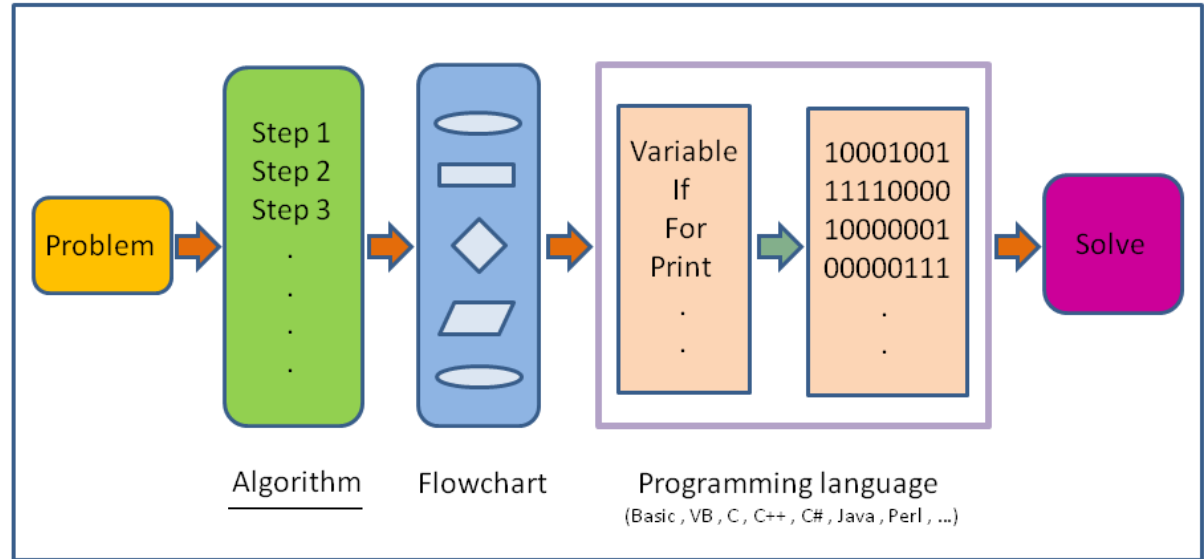 Problem
Step 1
Step 2
Step 3
.
.
.
.
Variable
If
For
Print
.
.
10001001
11110000
10000001
00000111
.
.
Solve
Algorithm
Flowchart
Programming language
(Basic , VB , C , C++ , C# , Java , Perl , ...)